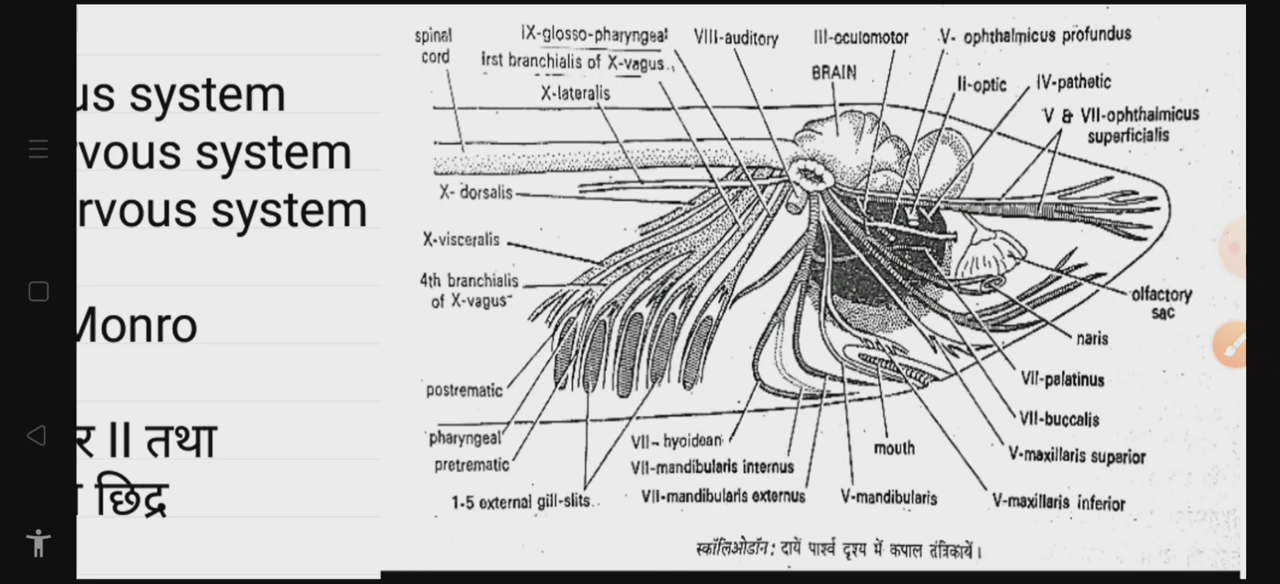 us system
vous system
rvous system
Monro
र II तथा
छिद्र
spinal
cord
IX-glosso-pharyngeal
VIII-auditory
III-oculomotor
V- ophthalmicus profundus
Irst branchialis of X-vagus..
BRAIN
II-optic
IV-pathetic
X-lateralis
V & VII-ophthalmicus
superficialis
X- dorsalis
X-visceralis
4th branchialis
of X-vagus
olfactory
sac
naris
VII-palatinus
postrematic
VII-buccalis
pharyngeal
VII-hyoidean
mouth
V-maxillaris superior
pretrematic
VII-mandibularis internus
1-5 external gill-slits..
VII-mandibularis externus
V-mandibularis
V-maxillaris inferior
स्कॉलिओडॉन: दायें पार्श्व दृश्य में कपाल तंत्रिकायें।